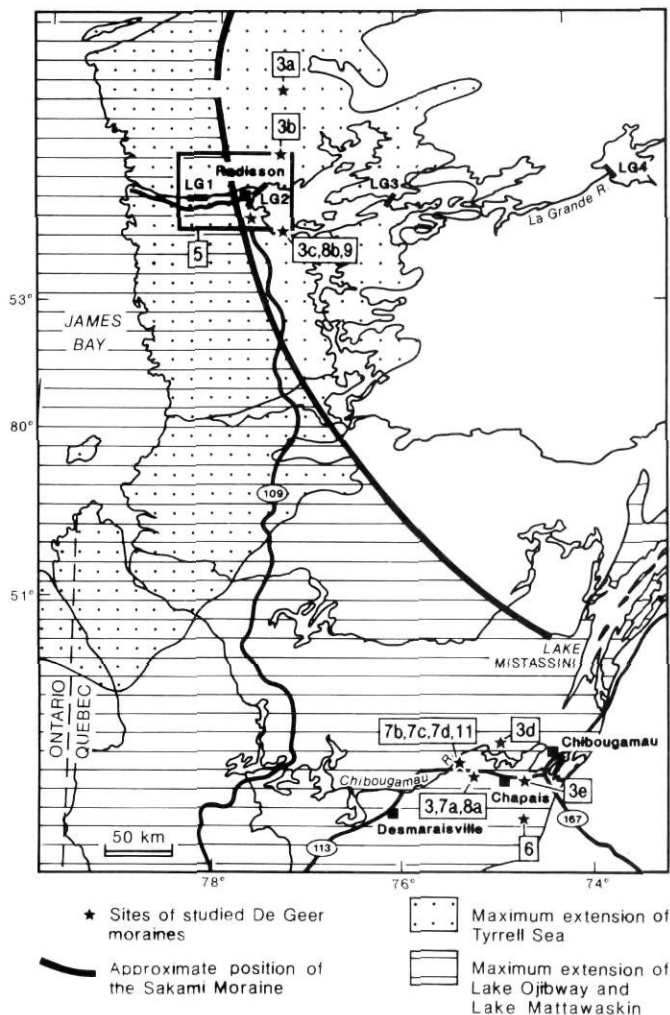 3a
3b
Radisson
LG1
LG2
LG3
LG4
La Grande R.
5
3c,8b,9
53°
JAMES
BAY
80°
109
51°
LAKE
MISTASSINI
ONTARIO
QUEBEC
7b,7c,7d,11
3d
Chibougamau
R.
Chibougamau
3,7a,8a
Chapais
3e
Desmaraisville
167
6
50 km
113
78°
76°
74°
Sites of studied De Geer
moraines
Approximate position of
the Sakami Moraine
Maximum extension of
Tyrrell Sea
Maximum extension of
Lake Ojibway and
Lake Mattawaskin